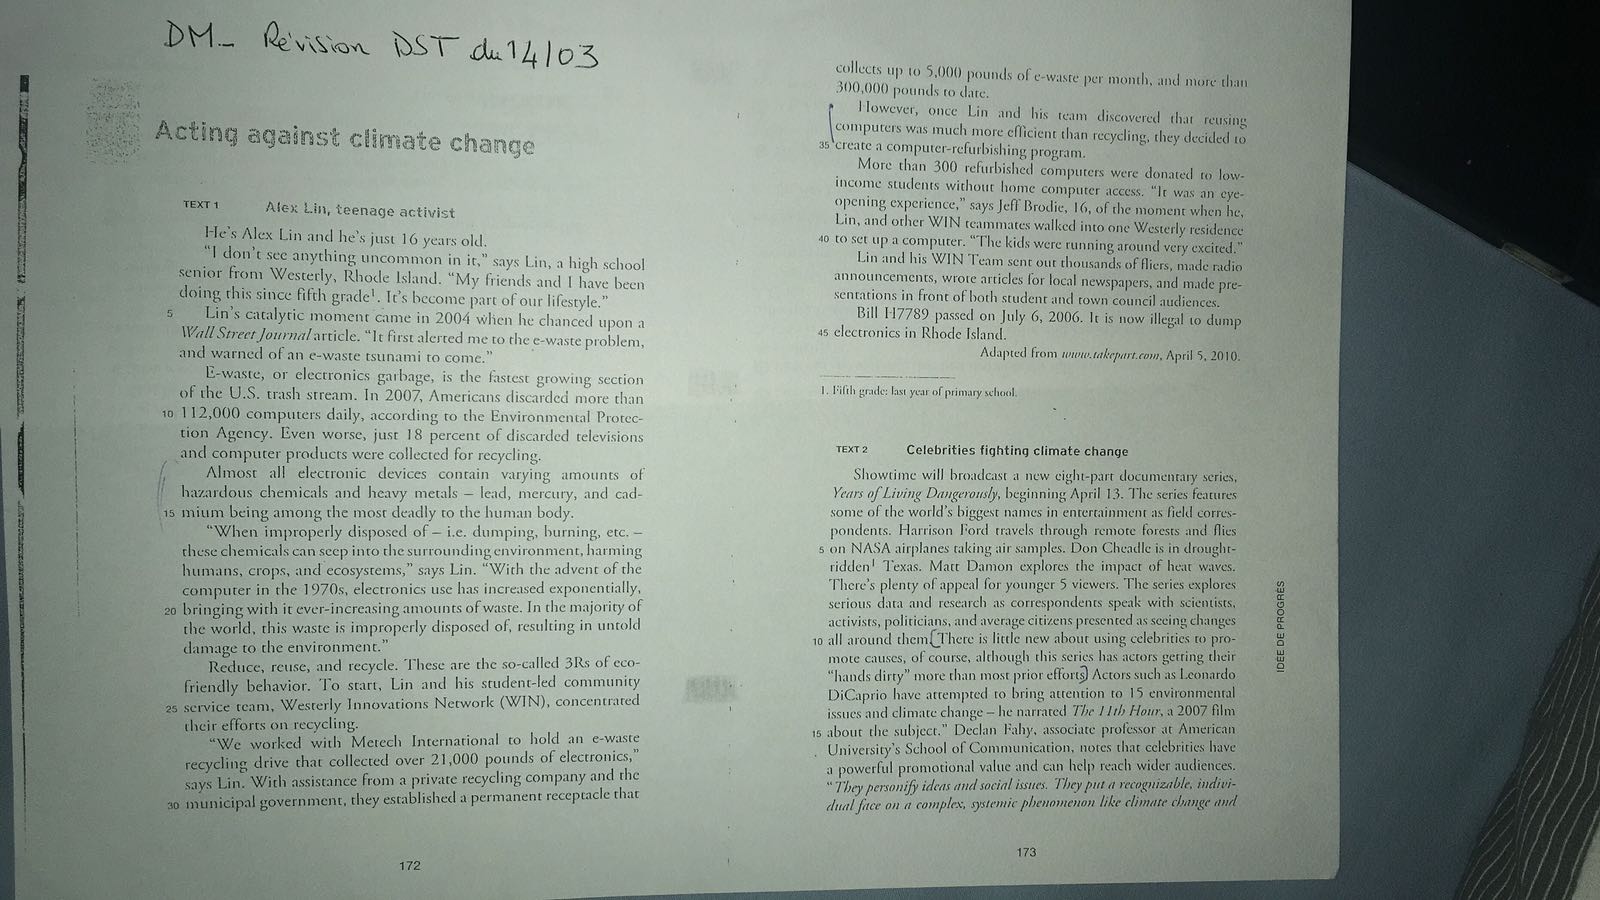 DM_ Révision DST du 14/03
Acting against climate change
TEXT 1 Alex Lin, teenage activist
He's Alex Lin and he's just 16 years old.
"I don't see anything uncommon in it," says Lin, a high school
senior from Westerly, Rhode Island. "My friends and I have been
doing this since fifth grade¹. It's become part of our lifestyle."
5 Lin's catalytic moment came in 2004 when he chanced upon a
Wall Street Journal article. "It first alerted me to the e-waste problem,
and warned of an e-waste tsunami to come."
E-waste, or electronics garbage, is the fastest growing section
of the U.S. trash stream. In 2007, Americans discarded more than
10 112,000 computers daily, according to the Environmental Protec-
tion Agency. Even worse, just 18 percent of discarded televisions
and computer products were collected for recycling.
Almost all electronic devices contain varying amounts of
hazardous chemicals and heavy metals – lead, mercury, and cad-
15 mium being among the most deadly to the human body.
"When improperly disposed of – i.e. dumping, burning, etc. –
these chemicals can seep into the surrounding environment, harming
humans, crops, and ecosystems," says Lin. "With the advent of the
computer in the 1970s, electronics use has increased exponentially,
20 bringing with it ever-increasing amounts of waste. In the majority of
the world, this waste is improperly disposed of, resulting in untold
damage to the environment."
Reduce, reuse, and recycle. These are the so-called 3Rs of eco-
friendly behavior. To start, Lin and his student-led community
25 service team, Westerly Innovations Network (WIN), concentrated
their efforts on recycling.
"We worked with Metech International to hold an e-waste
recycling drive that collected over 21,000 pounds of electronics,"
says Lin. With assistance from a private recycling company and the
30 municipal government, they established a permanent receptacle that
172
collects up to 5,000 pounds of e-waste per month, and more than
300,000 pounds to date.
However, once Lin and his team discovered that reusing
computers was much more efficient than recycling, they decided to
35 create a computer-refurbishing program.
More than 300 refurbished computers were donated to low-
income students without home computer access. "It was an eye-
opening experience," says Jeff Brodie, 16, of the moment when he,
Lin, and other WIN teammates walked into one Westerly residence
40 to set up a computer. "The kids were running around very excited."
Lin and his WIN Team sent out thousands of fliers, made radio
announcements, wrote articles for local newspapers, and made pre-
sentations in front of both student and town council audiences.
Bill H7789 passed on July 6, 2006. It is now illegal to dump
45 electronics in Rhode Island.
Adapted from www.takepart.com, April 5, 2010.
1. Fifth grade: last year of primary school.
TEXT 2 Celebrities fighting climate change
Showtime will broadcast a new eight-part documentary series,
Years of Living Dangerously, beginning April 13. The series features
some of the world's biggest names in entertainment as field corres-
pondents. Harrison Ford travels through remote forests and flies
5 on NASA airplanes taking air samples. Don Cheadle is in drought-
ridden¹ Texas. Matt Damon explores the impact of heat waves.
There's plenty of appeal for younger 5 viewers. The series explores
serious data and research as correspondents speak with scientists,
activists, politicians, and average citizens presented as seeing changes
10 all around them. [There is little new about using celebrities to pro-
mote causes, of course, although this series has actors getting their
"hands dirty" more than most prior efforts.] Actors such as Leonardo
DiCaprio have attempted to bring attention to 15 environmental
issues and climate change – he narrated The 11th Hour, a 2007 film
15 about the subject." Declan Fahy, associate professor at American
University's School of Communication, notes that celebrities have
a powerful promotional value and can help reach wider audiences.
"They personify ideas and social issues. They put a recognizable, indivi-
dual face on a complex, systemic phenomenon like climate change and
173
IDÉE DE PROGRÈS